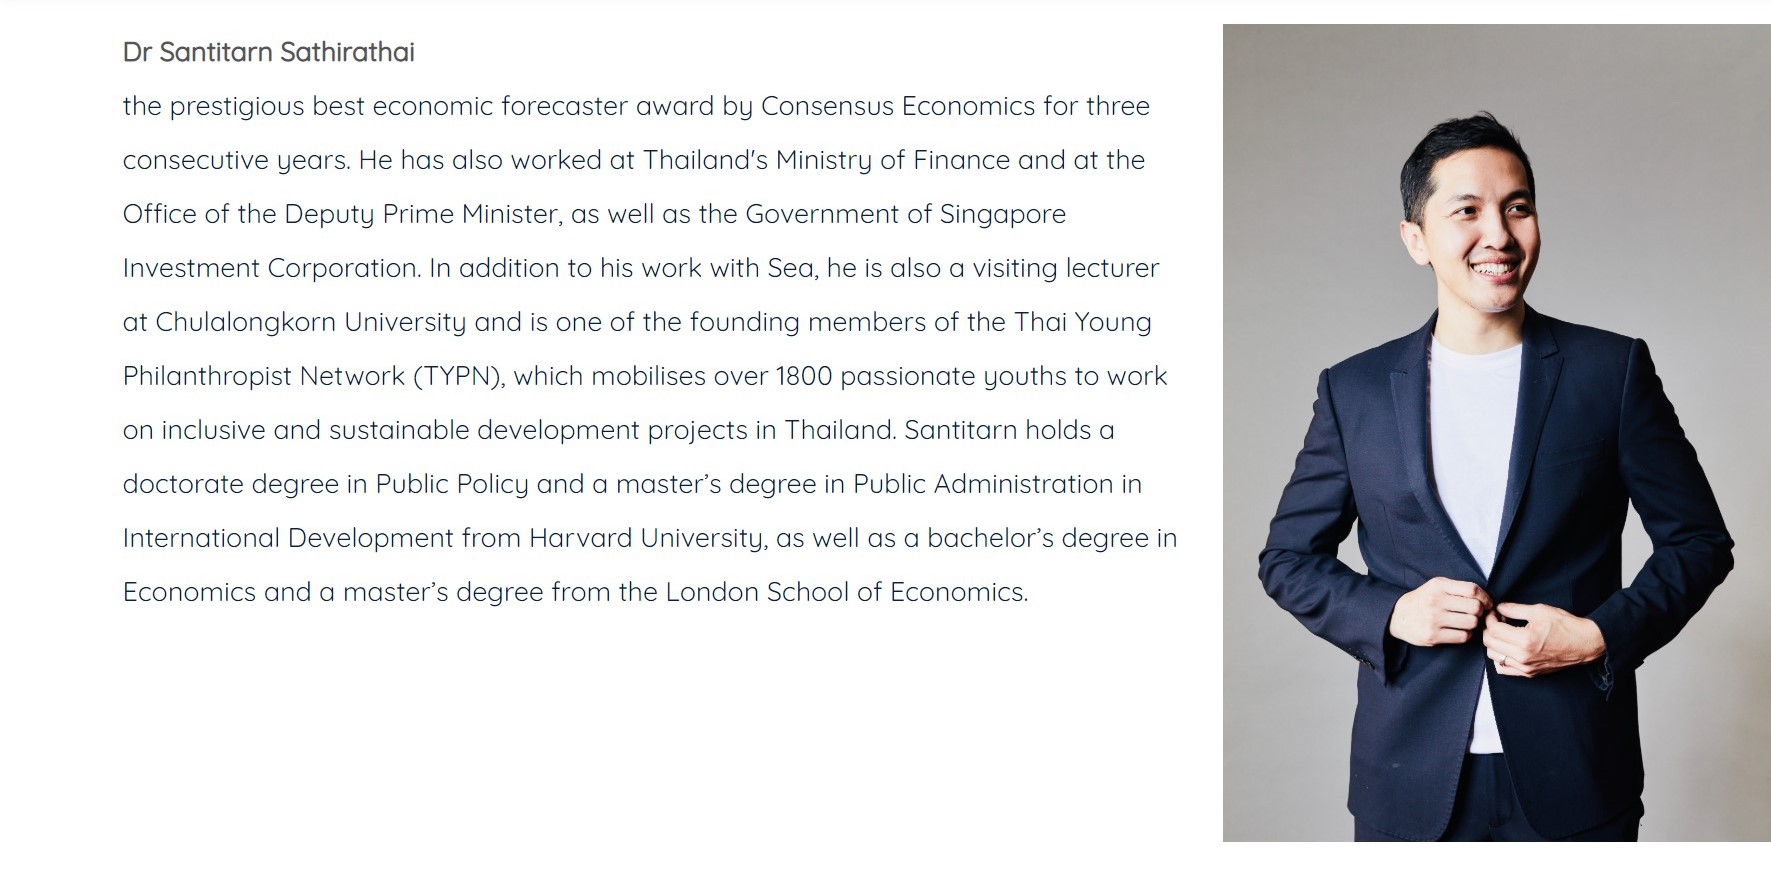 Dr Santitarn Sathirathai
the prestigious best economic forecaster award by Consensus Economics for three
consecutive years. He has also worked at Thailand's Ministry of Finance and at the
Office of the Deputy Prime Minister, as well as the Government of Singapore
Investment Corporation. In addition to his work with Sea, he is also a visiting lecturer
at Chulalongkorn University and is one of the founding members of the Thai Young
Philanthropist Network (TYPN), which mobilises over 1800 passionate youths to work
on inclusive and sustainable development projects in Thailand. Santitarn holds a
doctorate degree in Public Policy and a master’s degree in Public Administration in
International Development from Harvard University, as well as a bachelor’s degree in
Economics and a master’s degree from the London School of Economics.